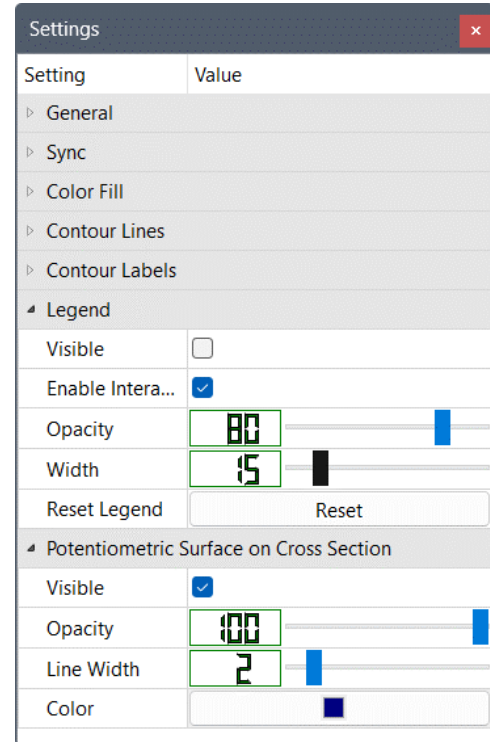 Settings
Setting Value
General
Sync
Color Fill
Contour Lines
Contour Labels
Legend
Visible
Enable Intera...
Opacity 80
Width 15
Reset Legend Reset
Potentiometric Surface on Cross Section
Visible
Opacity 100
Line Width 2
Color